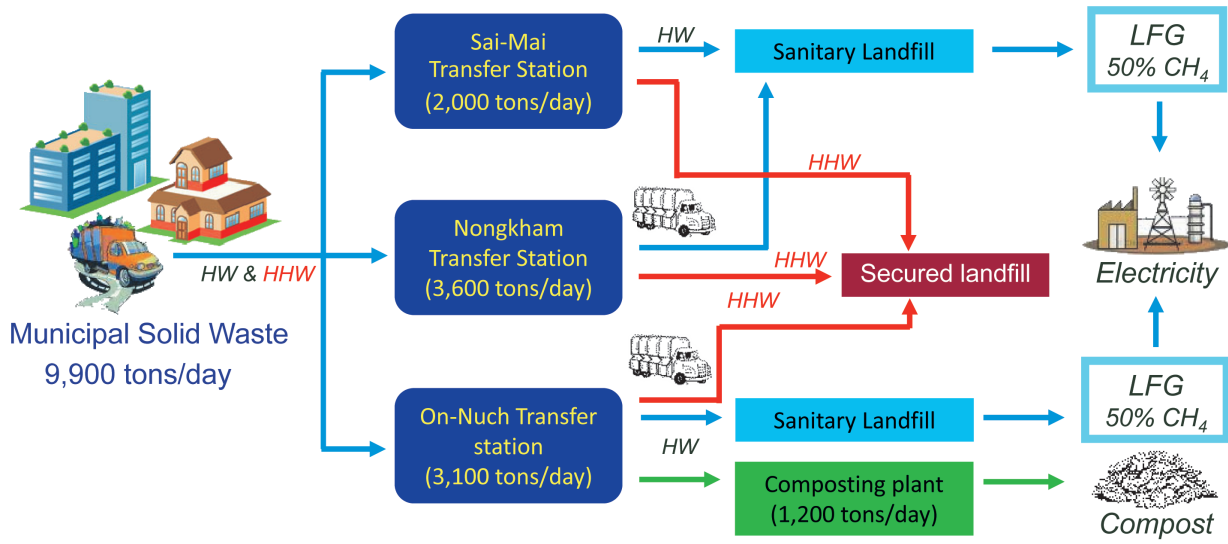 Municipal Solid Waste
9,900 tons/day
HW & HHW
Sai-Mai
Transfer Station
(2,000 tons/day)
Nongkham
Transfer Station
(3,600 tons/day)
On-Nuch Transfer
station
(3,100 tons/day)
HW
HHW
HHW
HHW
HW
Sanitary Landfill
Secured landfill
Sanitary Landfill
Composting plant
(1,200 tons/day)
LFG
50% CH₄
Electricity
LFG
50% CH₄
Compost